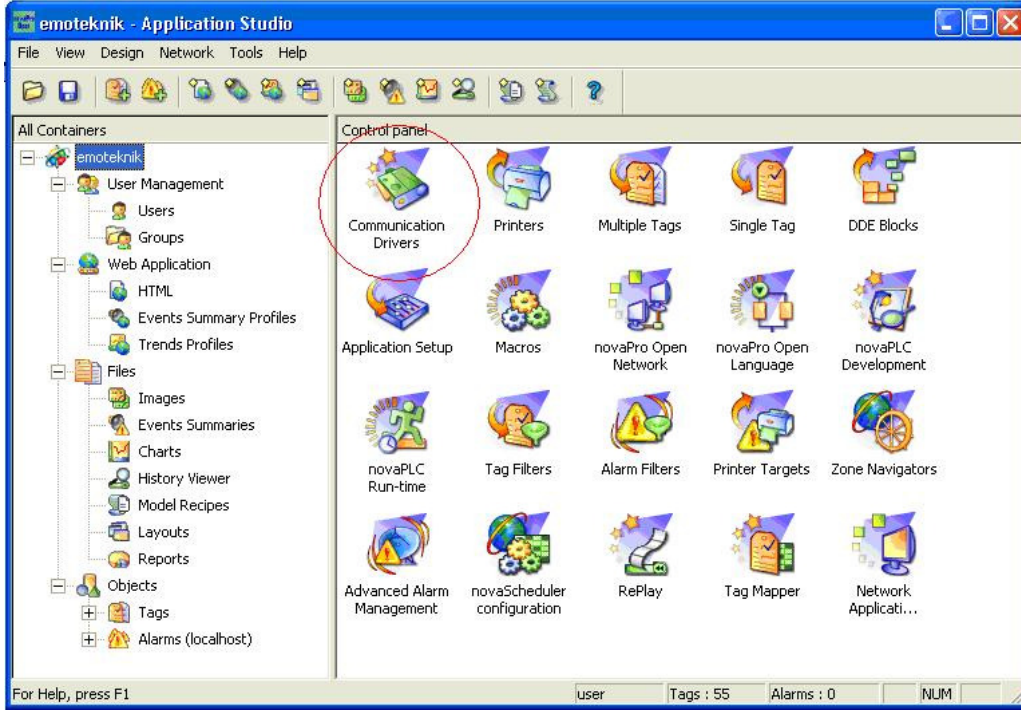 emoteknik - Application Studio
File View Design Network Tools Help
All Containers
Control panel
emoteknik
User Management
Users
Groups
Web Application
HTML
Events Summary Profiles
Trends Profiles
Files
Images
Events Summaries
Charts
History Viewer
Model Recipes
Layouts
Reports
Objects
Tags
Alarms (localhost)
Communication
Drivers
Printers
Multiple Tags
Single Tag
DDE Blocks
Application Setup
Macros
novaPro Open
Network
novaPro Open
Language
novaPLC
Development
novaPLC
Run-time
Tag Filters
Alarm Filters
Printer Targets
Zone Navigators
Advanced Alarm
Management
novaScheduler
configuration
RePlay
Tag Mapper
Network
Applicati...
For Help, press F1
user
Tags : 55
Alarms : 0
NUM